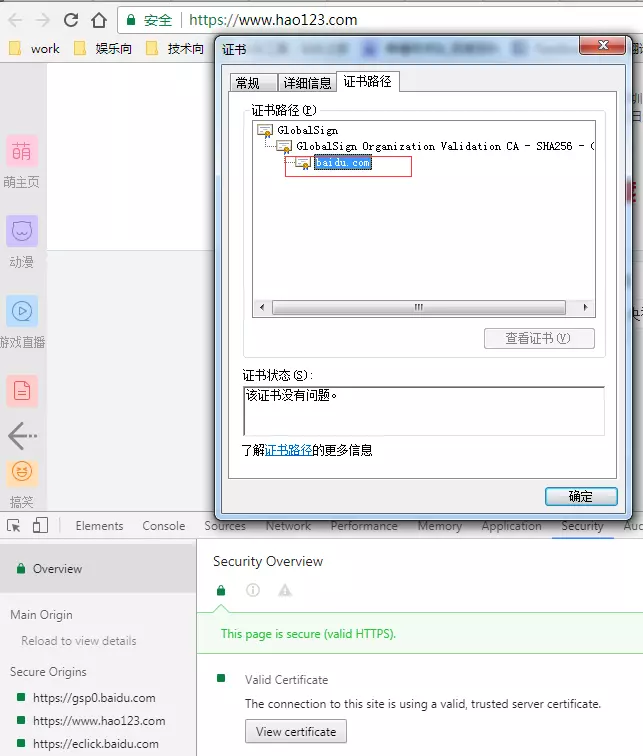 安全 https://www.hao123.com
work 娱乐向 技术向
证书
常规 详细信息 证书路径
证书路径(P)
GlobalSign
GlobalSign Organization Validation CA - SHA256 - G
baidu.com
查看证书(V)
证书状态(S):
该证书没有问题。
了解证书路径的更多信息
确定
萌
萌主页
动漫
游戏直播
搞笑
Elements Console Sources Network Performance Memory Application Security Auc
Overview
Main Origin
Reload to view details
Secure Origins
https://gsp0.baidu.com
https://www.hao123.com
https://eclick.baidu.com
Security Overview
This page is secure (valid HTTPS).
Valid Certificate
The connection to this site is using a valid, trusted server certificate.
View certificate